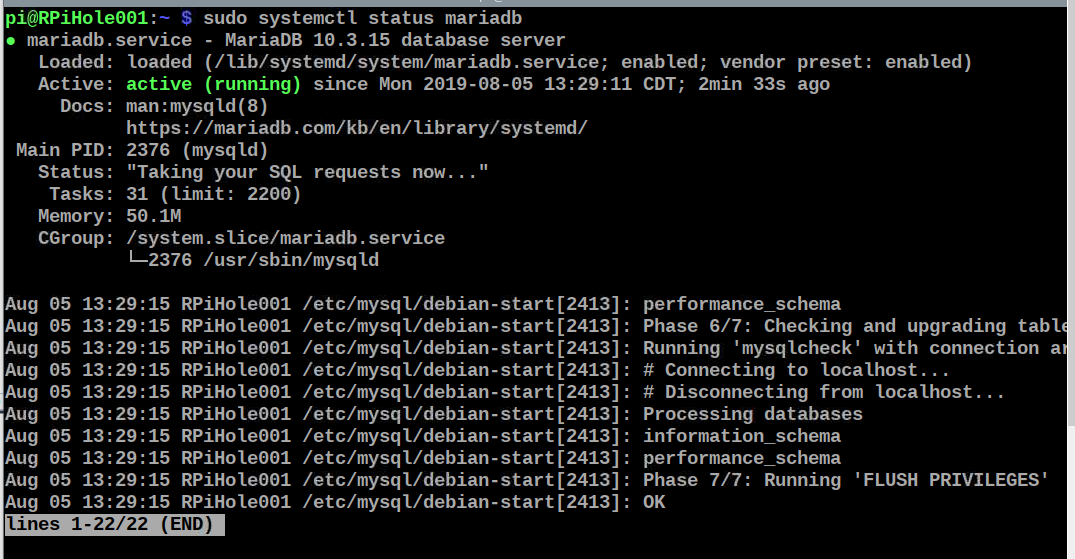 pi@RPiHole001:~ $ sudo systemctl status mariadb
● mariadb.service - MariaDB 10.3.15 database server
   Loaded: loaded (/lib/systemd/system/mariadb.service; enabled; vendor preset: enabled)
   Active: active (running) since Mon 2019-08-05 13:29:11 CDT; 2min 33s ago
     Docs: man:mysqld(8)
           https://mariadb.com/kb/en/library/systemd/
 Main PID: 2376 (mysqld)
   Status: "Taking your SQL requests now..."
    Tasks: 31 (limit: 2200)
   Memory: 50.1M
   CGroup: /system.slice/mariadb.service
           └─2376 /usr/sbin/mysqld

Aug 05 13:29:15 RPiHole001 /etc/mysql/debian-start[2413]: performance_schema
Aug 05 13:29:15 RPiHole001 /etc/mysql/debian-start[2413]: Phase 6/7: Checking and upgrading table
Aug 05 13:29:15 RPiHole001 /etc/mysql/debian-start[2413]: Running 'mysqlcheck' with connection ar
Aug 05 13:29:15 RPiHole001 /etc/mysql/debian-start[2413]: # Connecting to localhost...
Aug 05 13:29:15 RPiHole001 /etc/mysql/debian-start[2413]: # Disconnecting from localhost...
Aug 05 13:29:15 RPiHole001 /etc/mysql/debian-start[2413]: Processing databases
Aug 05 13:29:15 RPiHole001 /etc/mysql/debian-start[2413]: information_schema
Aug 05 13:29:15 RPiHole001 /etc/mysql/debian-start[2413]: performance_schema
Aug 05 13:29:15 RPiHole001 /etc/mysql/debian-start[2413]: Phase 7/7: Running 'FLUSH PRIVILEGES'
Aug 05 13:29:15 RPiHole001 /etc/mysql/debian-start[2413]: OK
lines 1-22/22 (END)